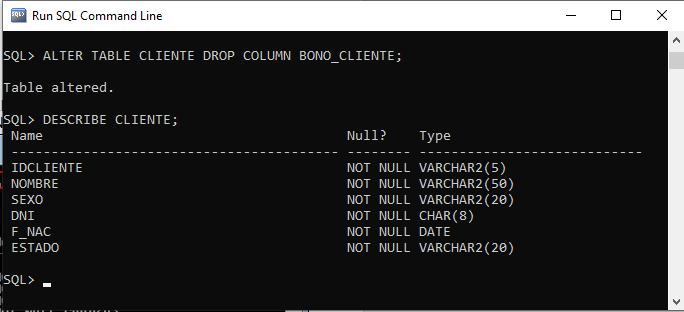 Run SQL Command Line
SQL> ALTER TABLE CLIENTE DROP COLUMN BONO_CLIENTE;
Table altered.
SQL> DESCRIBE CLIENTE;
Name Null? Type
----------------------------------------- -------- ----------------------------
IDCLIENTE NOT NULL VARCHAR2(5)
NOMBRE NOT NULL VARCHAR2(50)
SEXO NOT NULL VARCHAR2(20)
DNI NOT NULL CHAR(8)
F_NAC NOT NULL DATE
ESTADO NOT NULL VARCHAR2(20)
SQL>